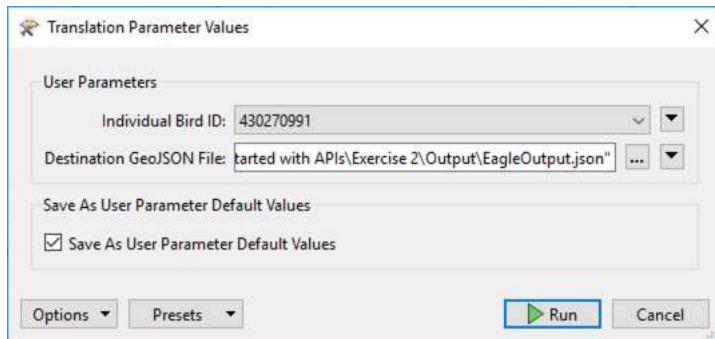 Translation Parameter Values
User Parameters
Individual Bird ID: 430270991
Destination GeoJSON File: tarted with APIs\Exercise 2\Output\EagleOutput.json" ...
Save As User Parameter Default Values
Save As User Parameter Default Values
Options Presets Run Cancel